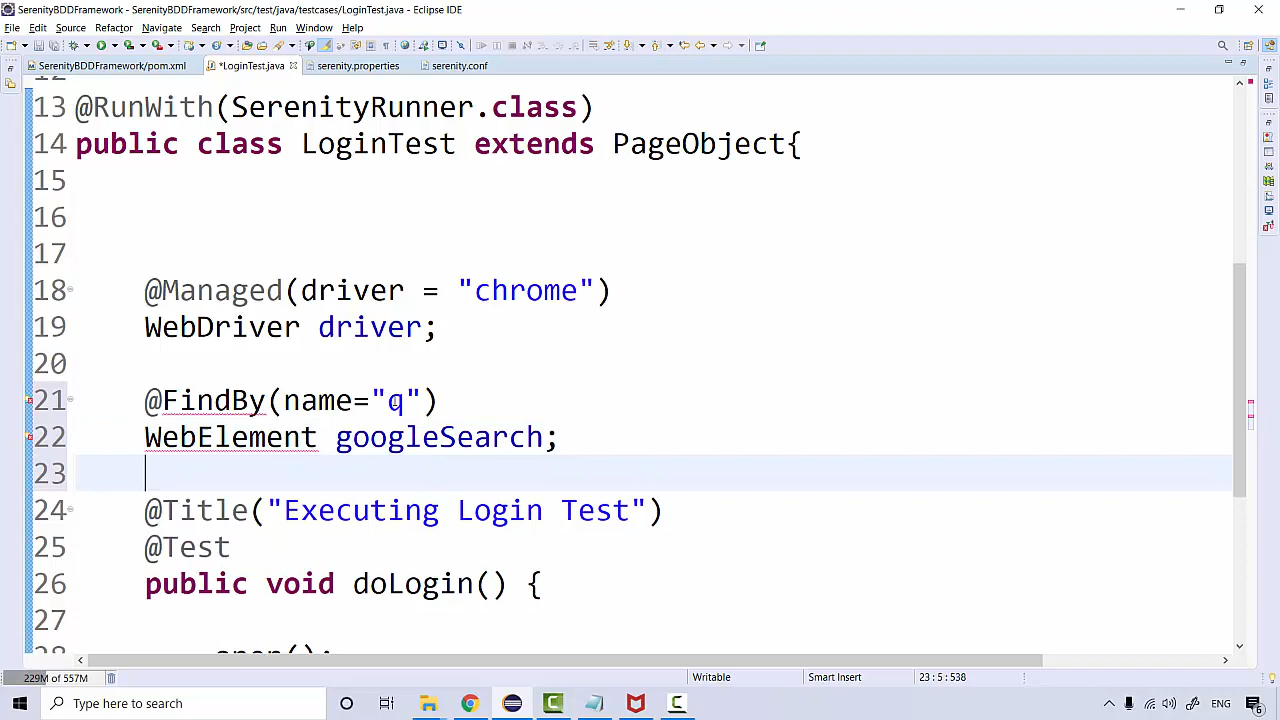 SerenityBDDFramework - SerenityBDDFramework/src/test/java/testcases/LoginTest.java - Eclipse IDE
File Edit Source Refactor Navigate Search Project Run Window Help
SerenityBDDFramework/pom.xml *LoginTest.java serenity.properties serenity.conf
13 @RunWith(SerenityRunner.class)
14 public class LoginTest extends PageObject{
15
16
17
18 @Managed(driver = "chrome")
19 WebDriver driver;
20
21 @FindBy(name="q")
22 WebElement googleSearch;
23
24 @Title("Executing Login Test")
25 @Test
26 public void doLogin() {
27
28 open();
229M of 557M Writable Smart Insert 23 : 5 : 538
Type here to search ENG 6